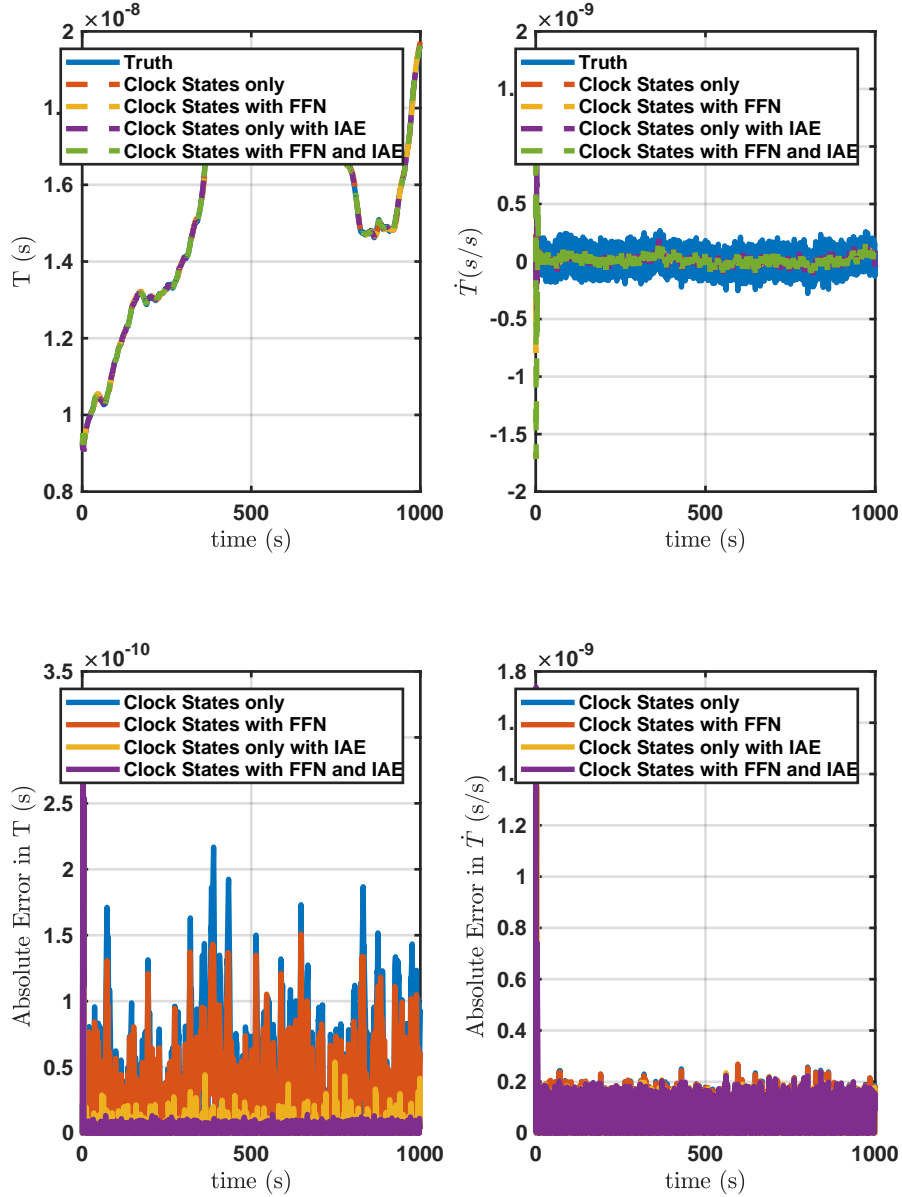 ×10⁻⁸
2
1.8
1.6
1.4
1.2
1
0.8
T (s)
Truth
Clock States only
Clock States with FFN
Clock States only with IAE
Clock States with FFN and IAE
0
500
1000
time (s)
×10⁻⁹
2
1.
1
0.5
0
-0.5
-1
-1.5
-2
Ṫ(s/s)
Truth
Clock States only
Clock States with FFN
Clock States only with IAE
Clock States with FFN and IAE
0
500
1000
time (s)
×10⁻¹⁰
3.5
3
2.5
2
1.5
1
0.5
0
Absolute Error in T (s)
Clock States only
Clock States with FFN
Clock States only with IAE
Clock States with FFN and IAE
0
500
1000
time (s)
×10⁻⁹
1.8
1.
1.
1.2
1
0.8
0.6
0.4
0.2
0
Absolute Error in Ṫ (s/s)
Clock States only
Clock States with FFN
Clock States only with IAE
Clock States with FFN and IAE
0
500
1000
time (s)